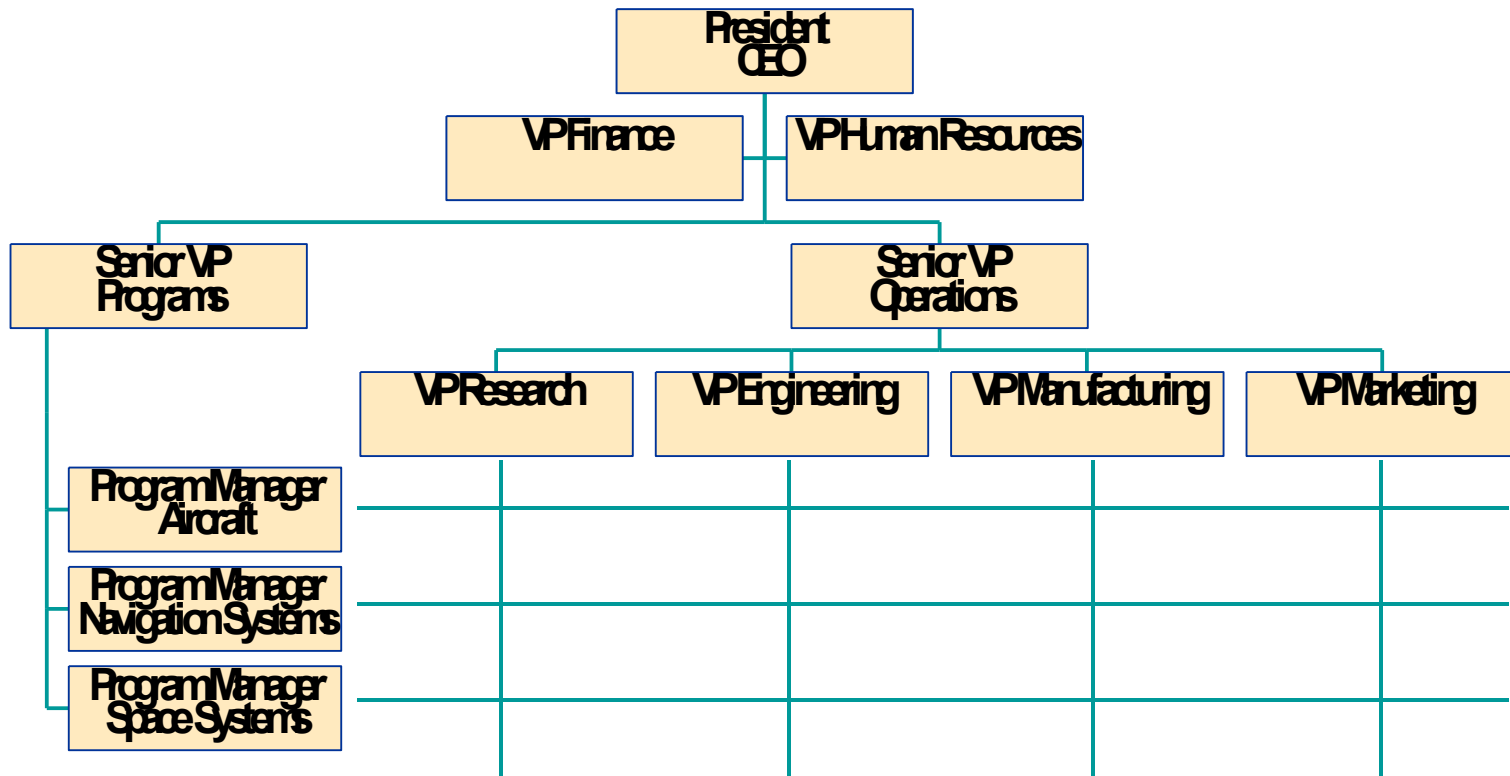 President
CEO
VP Finance
VP Human Resources
Senior VP
Programs
Senior VP
Operations
VP Research
VP Engineering
VP Manufacturing
VP Marketing
Program Manager
Aircraft
Program Manager
Navigation Systems
Program Manager
Space Systems